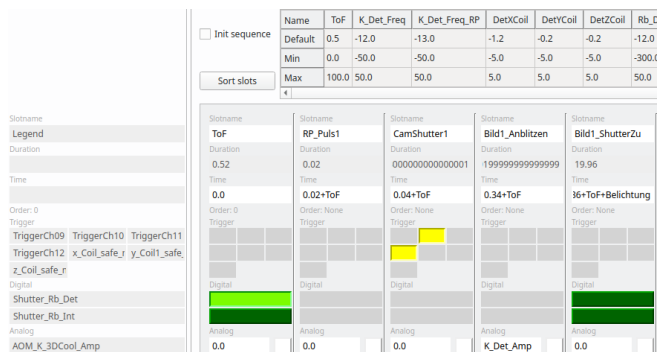 Init sequence
Sort slots
Name ToF K_Det_Freq K_Det_Freq_RP DetXCoil DetYCoil DetZCoil Rb_D
Default 0.5 -12.0 -13.0 -1.2 -0.2 -0.2 -12.0
Min 0.0 -50.0 -50.0 -5.0 -5.0 -5.0 -300.0
Max 100.0 50.0 50.0 5.0 5.0 5.0 50.0
Slotname Slotname Slotname Slotname Slotname Slotname
Legend ToF RP_Puls1 CamShutter1 Bild1_Anblitzen Bild1_ShutterZu
Duration Duration Duration Duration Duration Duration
0.52 0.02 000000000000001 199999999999999 19.96
Time Time Time Time Time Time
0.0 0.02+ToF 0.04+ToF 0.34+ToF 36+ToF+Belichtung
Order: 0 Order: 0 Order: None Order: None Order: None Order: None
Trigger Trigger Trigger Trigger Trigger Trigger
TriggerCh09 TriggerCh10 TriggerCh11
TriggerCh12 x_Coil_safe_r y_Coil1_safe_
z_Coil_safe_r
Digital Digital Digital Digital Digital Digital
Shutter_Rb_Det
Shutter_Rb_Int
Analog Analog Analog Analog Analog Analog
AOM_K_3DCool_Amp 0.0 0.0 0.0 K_Det_Amp 0.0